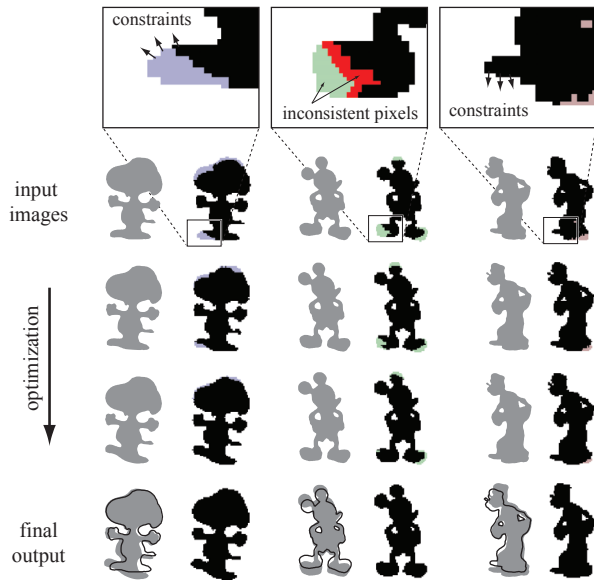 constraints
inconsistent pixels
constraints
input
images
optimization
final
output